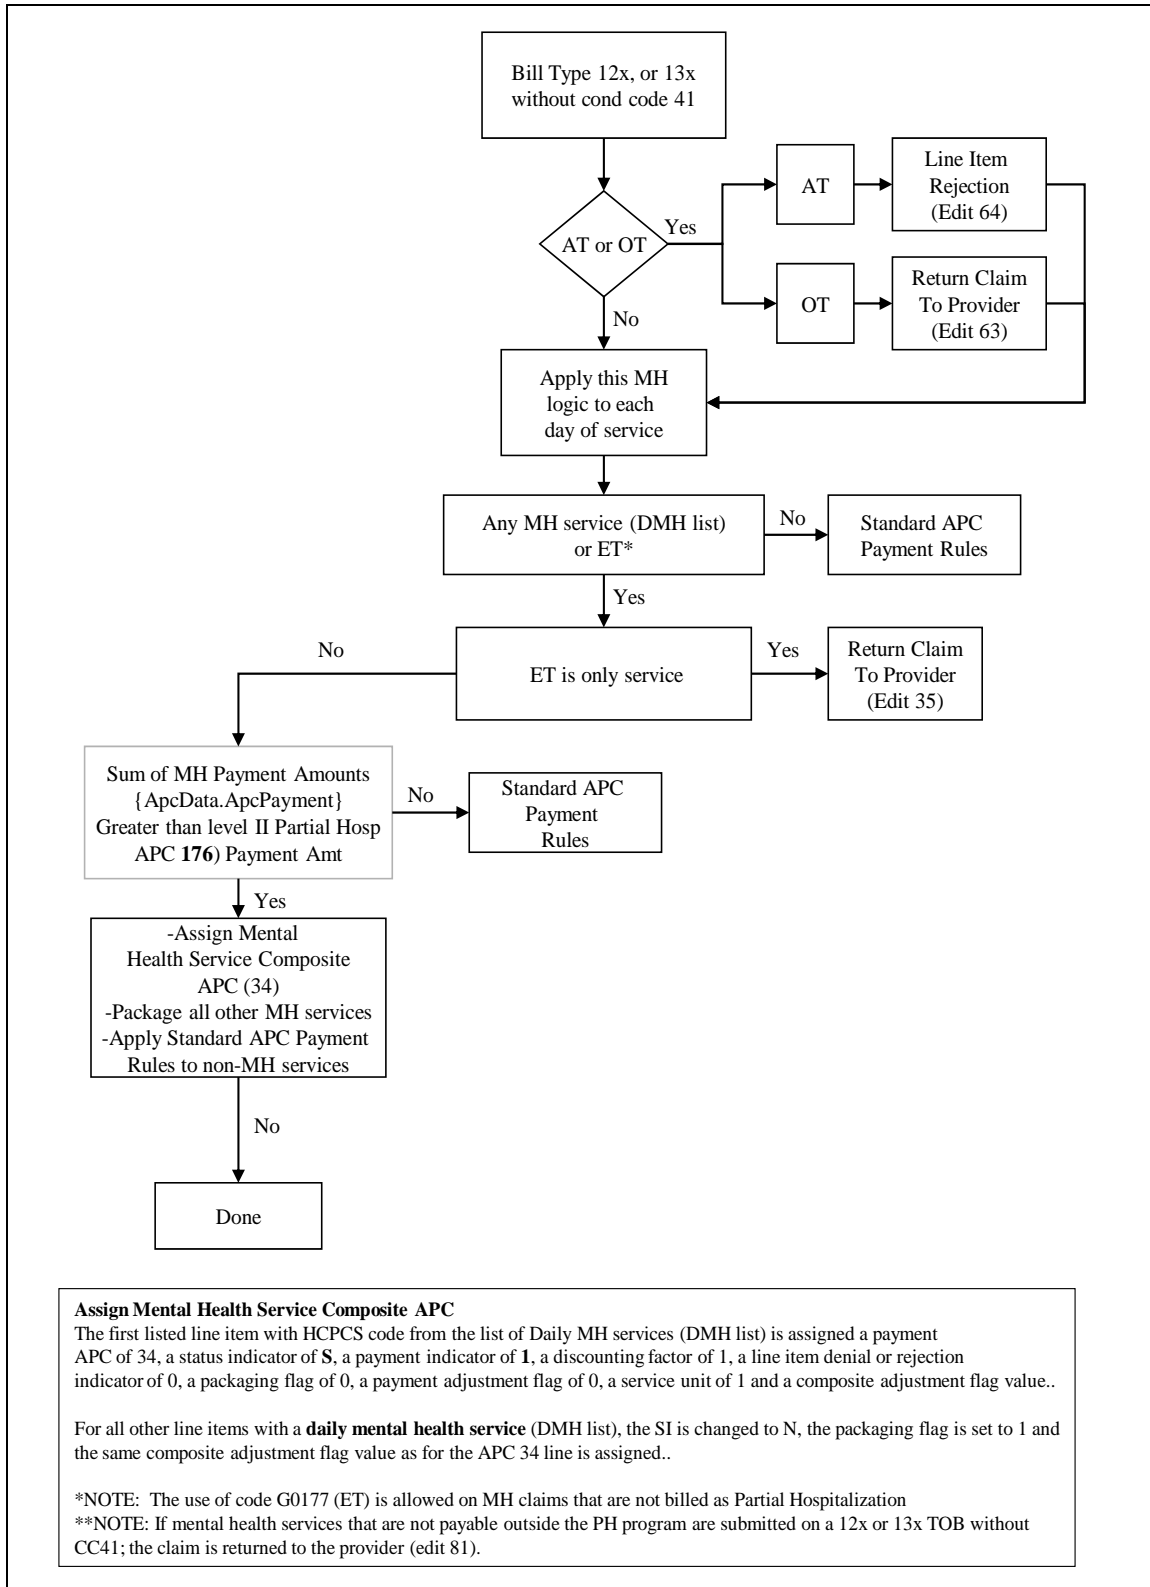 Bill Type 12x, or 13x
without cond code 41
AT or OT
Yes
AT
Line Item
Rejection
(Edit 64)
OT
Return Claim
To Provider
(Edit 63)
No
Apply this MH
logic to each
day of service
Any MH service (DMH list)
or ET*
No
Standard APC
Payment Rules
Yes
ET is only service
Yes
Return Claim
To Provider
(Edit 35)
No
Sum of MH Payment Amounts
{ApcData.ApcPayment}
Greater than level II Partial Hosp
APC 176) Payment Amt
No
Standard APC
Payment
Rules
Yes
-Assign Mental
Health Service Composite
APC (34)
-Package all other MH services
-Apply Standard APC Payment
Rules to non-MH services
No
Done
Assign Mental Health Service Composite APC
The first listed line item with HCPCS code from the list of Daily MH services (DMH list) is assigned a payment
APC of 34, a status indicator of S, a payment indicator of 1, a discounting factor of 1, a line item denial or rejection
indicator of 0, a packaging flag of 0, a payment adjustment flag of 0, a service unit of 1 and a composite adjustment flag value..
For all other line items with a daily mental health service (DMH list), the SI is changed to N, the packaging flag is set to 1 and
the same composite adjustment flag value as for the APC 34 line is assigned..
*NOTE: The use of code G0177 (ET) is allowed on MH claims that are not billed as Partial Hospitalization
**NOTE: If mental health services that are not payable outside the PH program are submitted on a 12x or 13x TOB without
CC41; the claim is returned to the provider (edit 81).